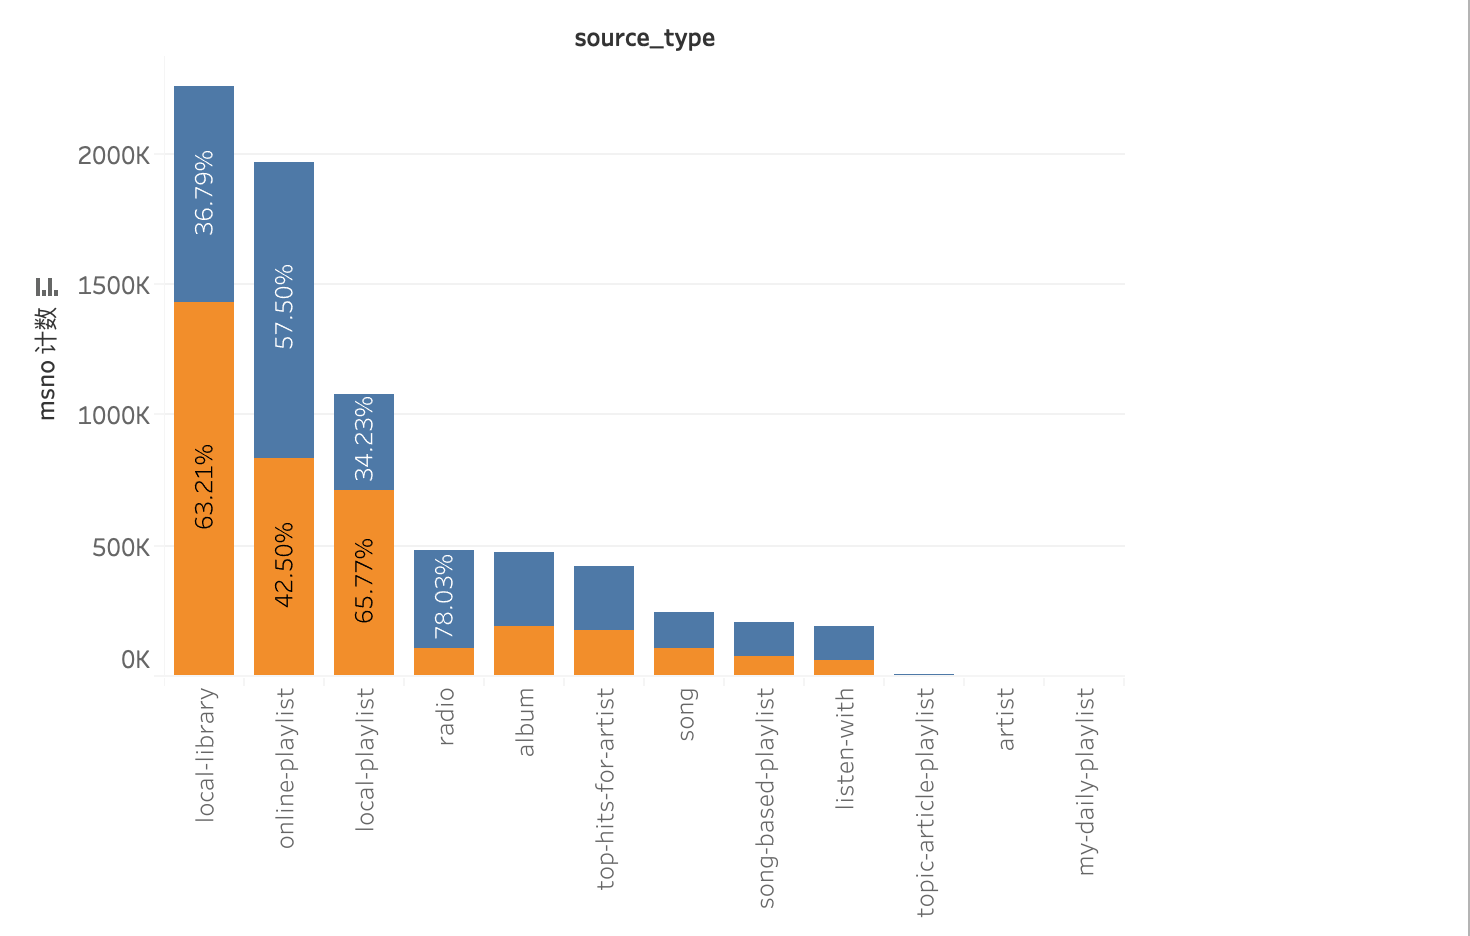 source_type
msno 计数
2000K
1500K
1000K
500K
0K
36.79%
63.21%
57.50%
42.50%
34.23%
65.77%
78.03%
local-library
online-playlist
local-playlist
radio
album
top-hits-for-artist
song
song-based-playlist
listen-with
topic-article-playlist
artist
my-daily-playlist